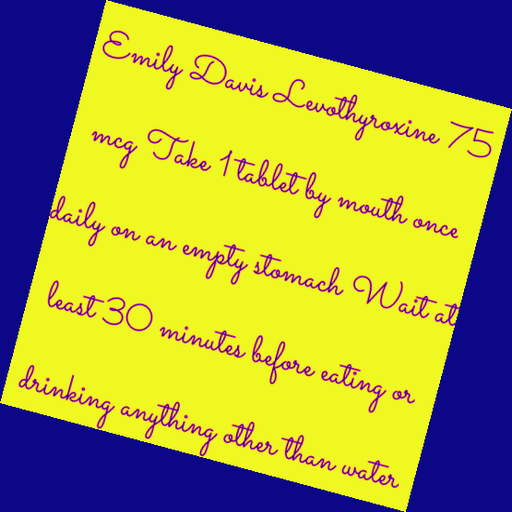 Emily Davis Levothyroxine 75
mcg Take 1 tablet by mouth once
daily on an empty stomach Wait at
least 30 minutes before eating or
drinking anything other than water